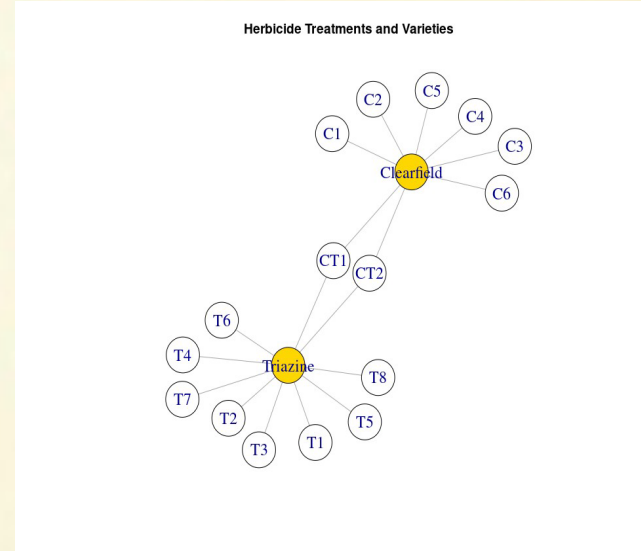 Herbicide Treatments and Varieties
C5
C2
C4
C1
C3
Clearfield
C6
CT1
CT2
T6
T4
Triazine
T8
T7
T2
T5
T1
T3